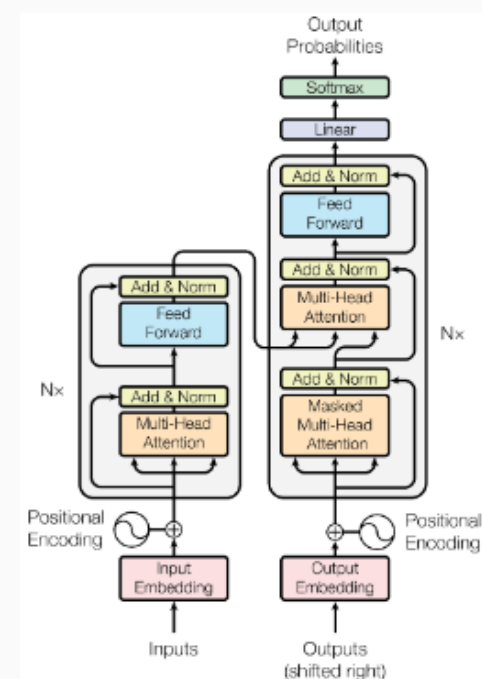 Output
Probabilities
Softmax
Linear
Add & Norm
Feed
Forward
Add & Norm
Multi-Head
Attention
Add & Norm
Masked
Multi-Head
Attention
Nx
Add & Norm
Feed
Forward
Add & Norm
Multi-Head
Attention
Nx
Positional
Encoding
Positional
Encoding
Input
Embedding
Output
Embedding
Inputs
Outputs
(shifted right)